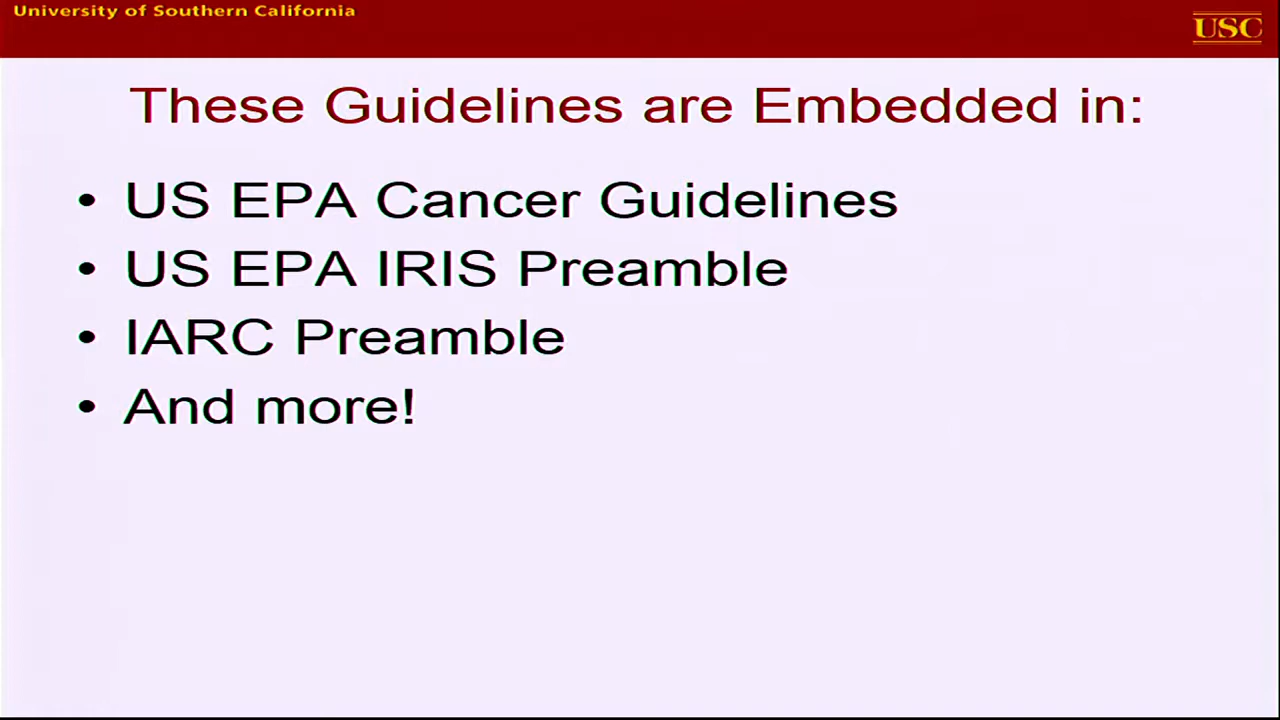 University of Southern California
USC
These Guidelines are Embedded in:
• US EPA Cancer Guidelines
• US EPA IRIS Preamble
• IARC Preamble
• And more!